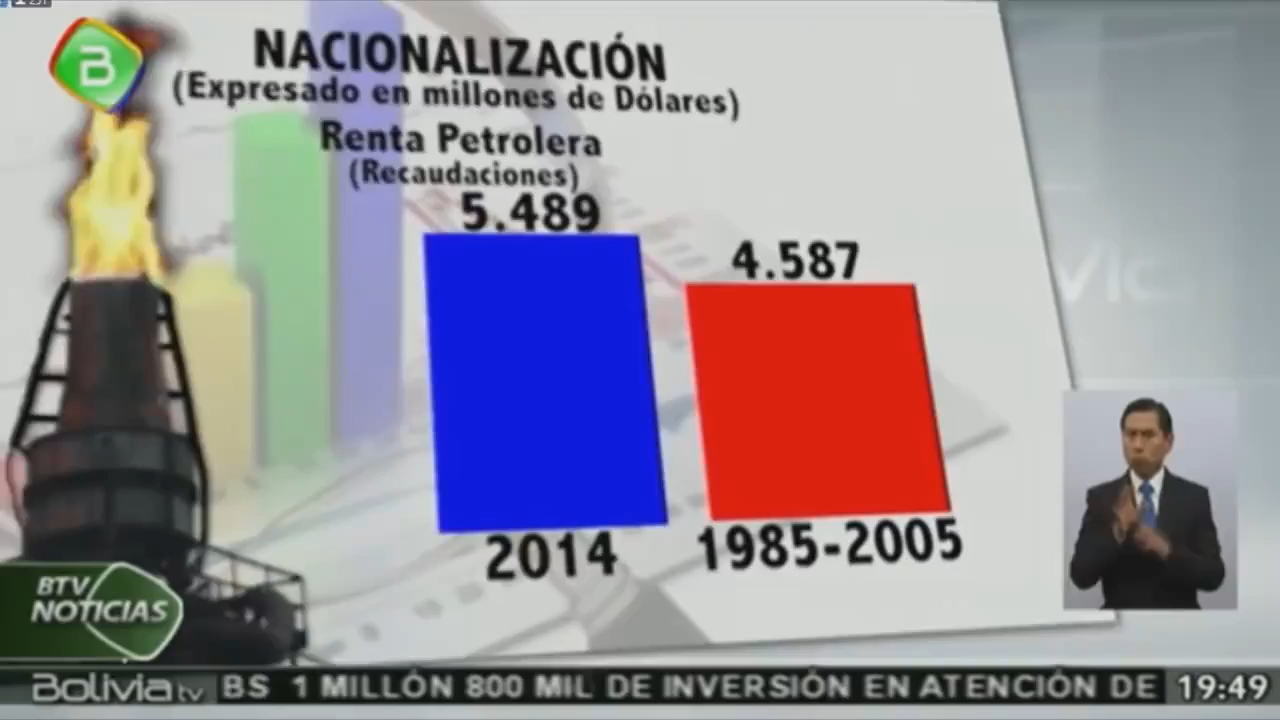 B
NACIONALIZACIÓN
(Expresado en millones de Dólares)
Renta Petrolera
(Recaudaciones)
5.489
4.587
2014
1985-2005
BTV
NOTICIAS
Bolivia tv
BS 1 MILLÓN 800 MIL DE INVERSIÓN EN ATENCIÓN DE
19:49